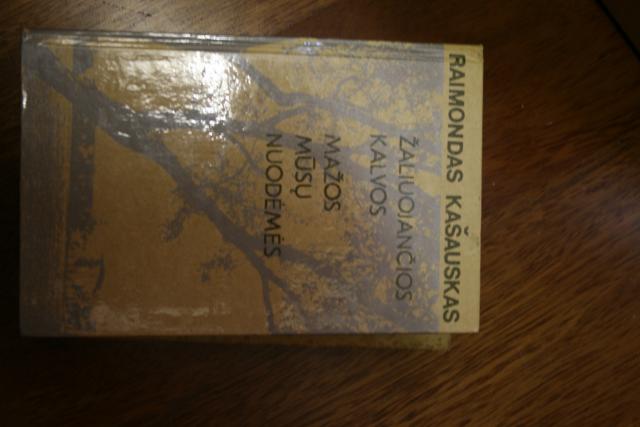 RAIMONDAS KAŠAUSKAS
ŽALIUOJANČIOS
KALVOS
MAŽOS
MŪSŲ
NUODĖMĖS